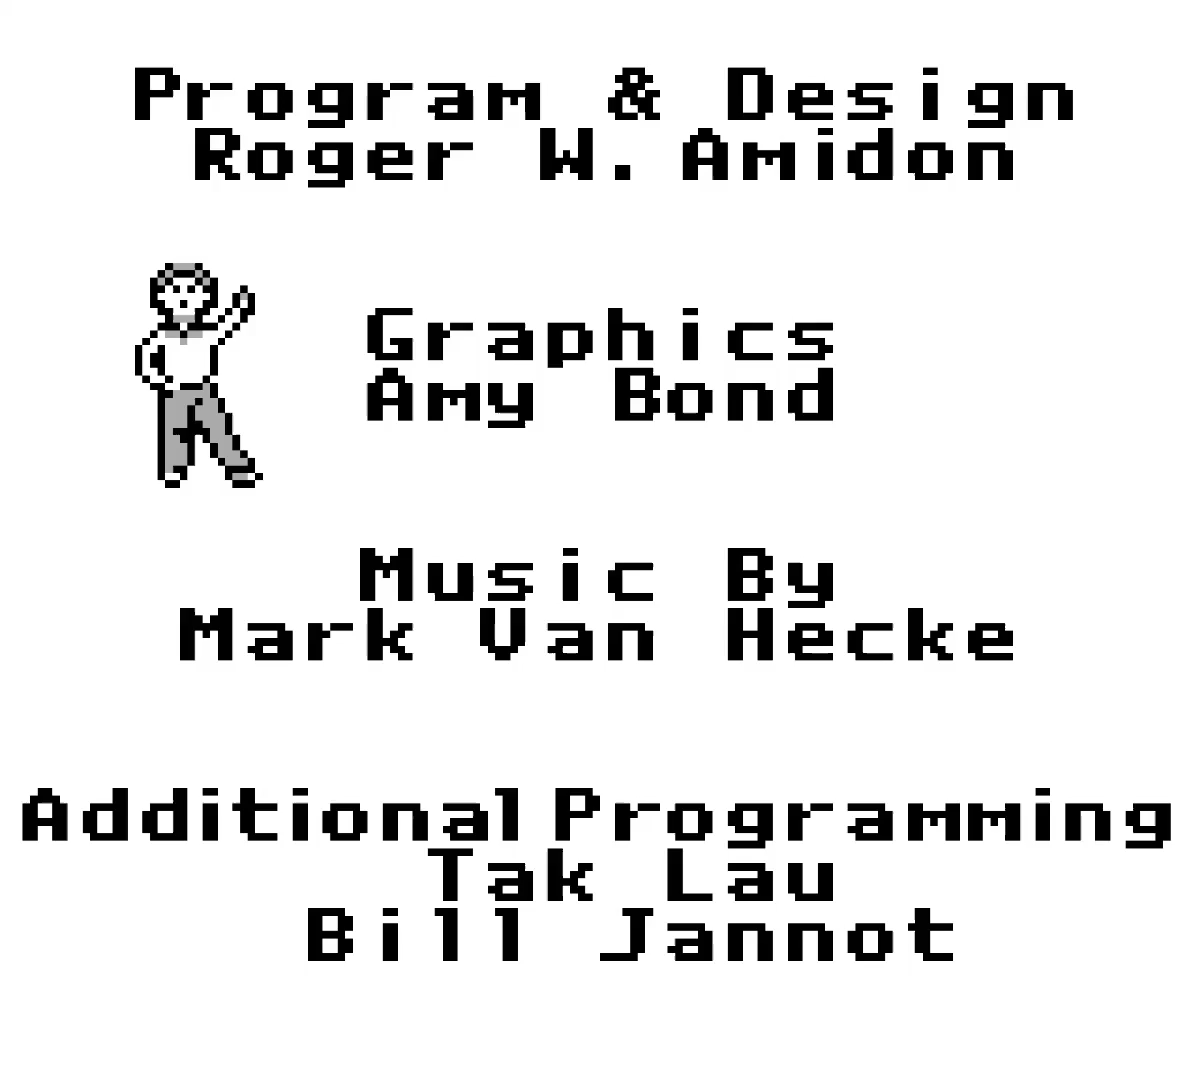 Program & Design
Roger W. Amidon
Graphics
Amy Bond
Music By
Mark Van Hecke
Additional Programming
Tak Lau
Bill Jannot